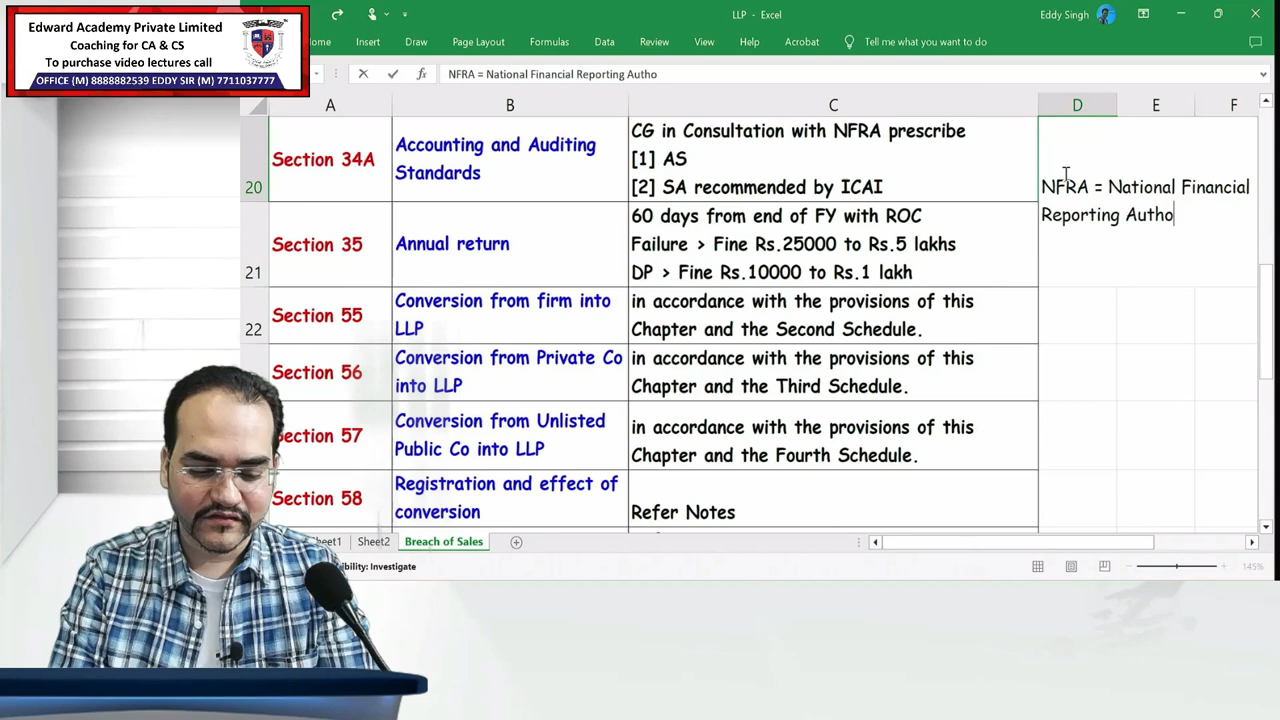 Edward Academy Private Limited
Coaching for CA & CS
To purchase video lectures call
OFFICE (M) 8888882539 EDDY SIR (M) 7711037777
LLP - Excel
Eddy Singh
ome Insert Draw Page Layout Formulas Data Review View Help Acrobat Tell me what you want to do
fx NFRA = National Financial Reporting Autho
A B C D E F
20
Section 34A
Accounting and Auditing
Standards
CG in Consultation with NFRA prescribe
[1] AS
[2] SA recommended by ICAI
NFRA = National Financial
Reporting Autho
21
Section 35
Annual return
60 days from end of FY with ROC
Failure > Fine Rs.25000 to Rs.5 lakhs
DP > Fine Rs.10000 to Rs.1 lakh
22
Section 55
Conversion from firm into
LLP
in accordance with the provisions of this
Chapter and the Second Schedule.
Section 56
Conversion from Private Co
into LLP
in accordance with the provisions of this
Chapter and the Third Schedule.
ection 57
Conversion from Unlisted
Public Co into LLP
in accordance with the provisions of this
Chapter and the Fourth Schedule.
Section 58
Registration and effect of
conversion
Refer Notes
heet1 Sheet2 Breach of Sales
ibility: Investigate
145%